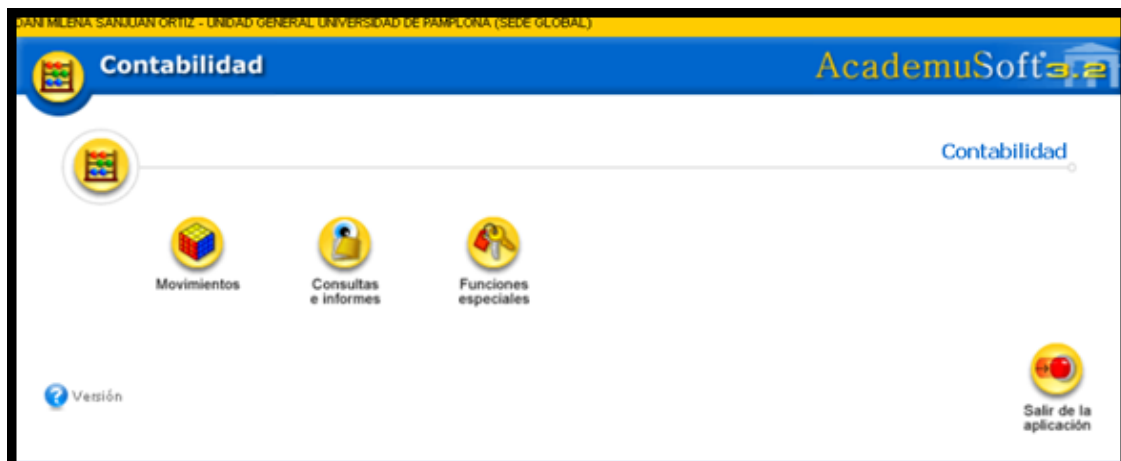 DANI MILENA SANJUAN ORTIZ - UNIDAD GENERAL UNIVERSIDAD DE PAMPLONA (SEDE GLOBAL)
Contabilidad
AcademuSoft 3.2
Contabilidad
Movimientos
Consultas
e informes
Funciones
especiales
Versión
Salir de la
aplicación